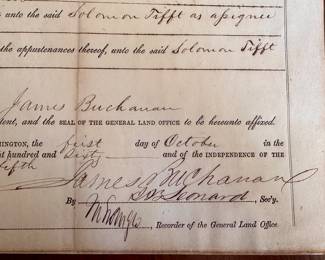 unto the said Solomon Tifft as assignee
the appurtenances thereof, unto the said Solomon Tifft
James Buchanan
dent, and the SEAL OF THE GENERAL LAND OFFICE to be hereunto affixed.
HINGTON, the first day of October in the
ht hundred and Sixty and of the INDEPENDENCE OF THE
fifth
James Buchanan
By Leonard, Sec'y.
Recorder of the General Land Office